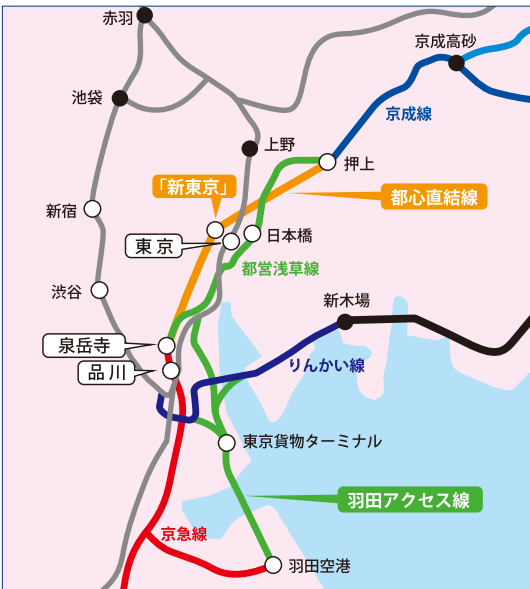 赤羽
京成高砂
池袋
京成線
上野
押上
「新東京」
都心直結線
新宿
日本橋
東京
都営浅草線
渋谷
新木場
泉岳寺
りんかい線
品川
東京貨物ターミナル
羽田アクセス線
京急線
羽田空港